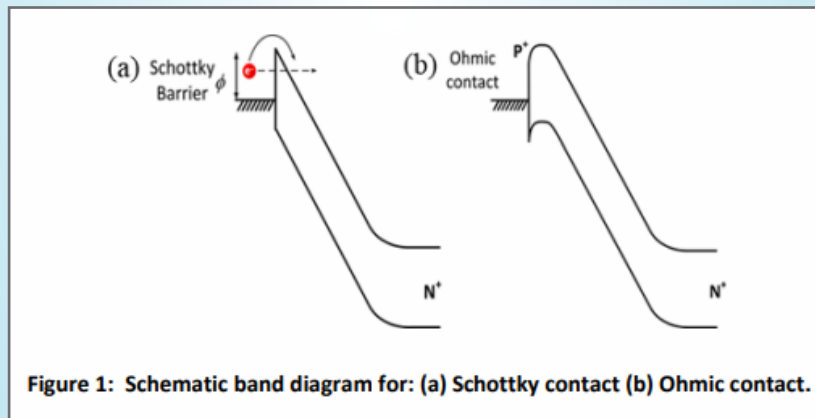 (a) Schottky
Barrier ϕ
e
N⁺
(b) Ohmic
contact
P⁺
N⁺
Figure 1: Schematic band diagram for: (a) Schottky contact (b) Ohmic contact.